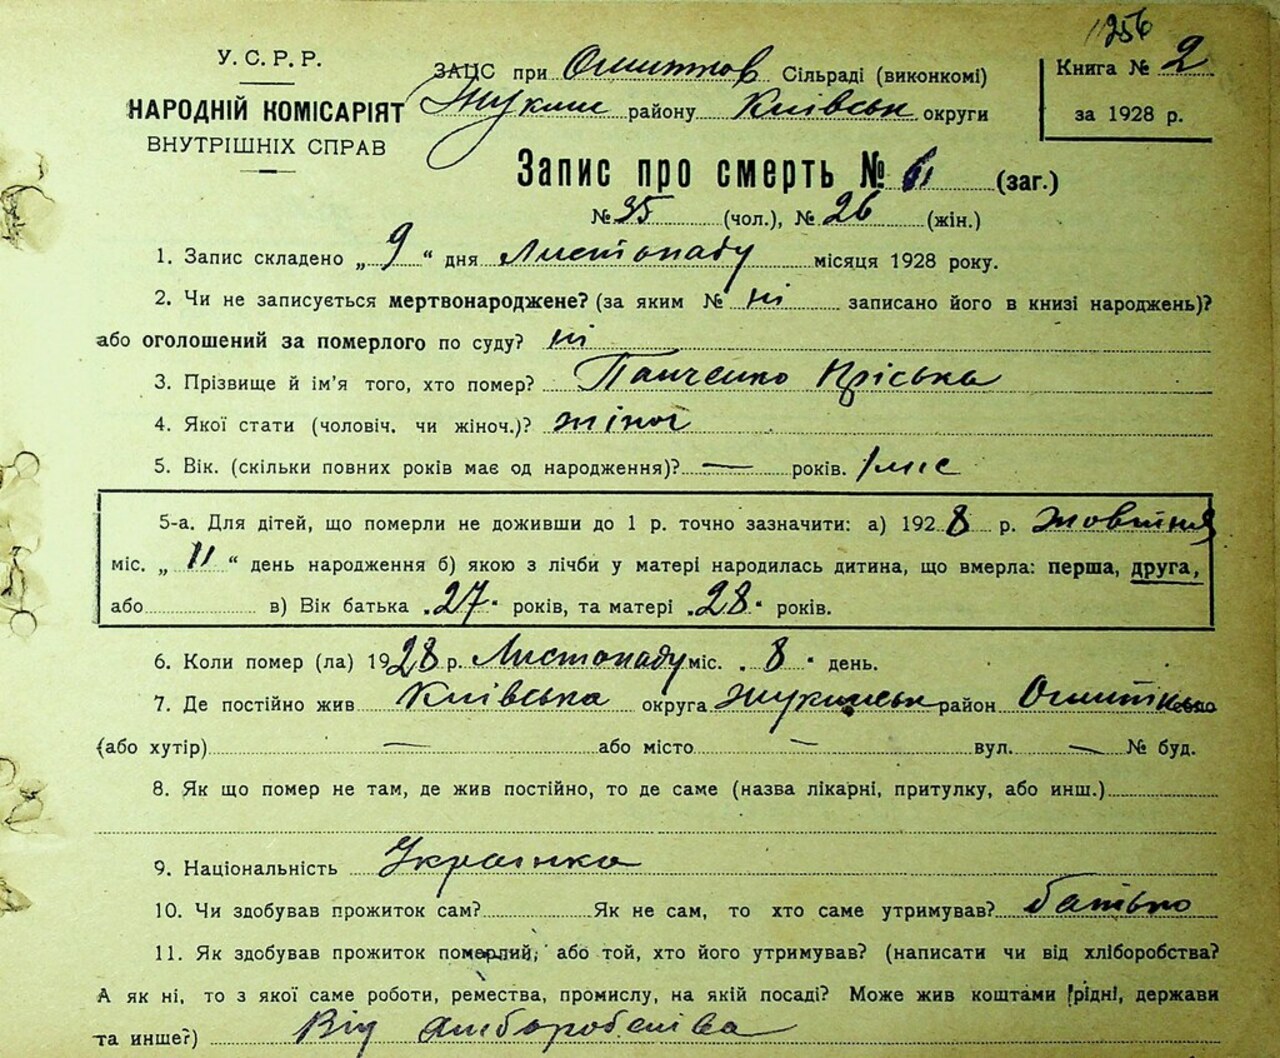 256
У. С. Р. Р.
НАРОДНІЙ КОМІСАРІЯТ
ВНУТРІШНІХ СПРАВ
ЗАЦС при Сільраді (виконкомі)
Жукин району Київськ округи
Книга № 2
за 1928 р.
Запис про смерть № 61 (заг.)
№ 35 (чол.), № 26 (жін.)
1. Запис складено „ 9 “ дня Листопаду місяця 1928 року.
2. Чи не записується мертвонароджене? (за яким № ні записано його в книзі народжень)?
або оголошений за померлого по суду? ні
3. Прізвище й ім'я того, хто помер? Панченко Пріська
4. Якої стати (чоловіч. чи жіноч.)? жіноч
5. Вік. (скільки повних років має од народження)? — років. 1 міс
5-а. Для дітей, що померли не доживши до 1 р. точно зазначити: а) 192 8 р. жовтня
міс. „ 11 “ день народження б) якою з лічби у матері народилась дитина, що вмерла: перша, друга,
або в) Вік батька 27 років, та матері 28 років.
6. Коли помер (ла) 1928 р. Листопаду міс. 8 день.
7. Де постійно жив Київська округа Жукинськ район
(або хутір) — або місто — вул. — № буд.
8. Як що помер не там, де жив постійно, то де саме (назва лікарні, притулку, або инш.)
9. Національність Українка
10. Чи здобував прожиток сам? Як не сам, то хто саме утримував? батько
11. Як здобував прожиток померлий, або той, хто його утримував? (написати чи від хліборобства?
А як ні, то з якої саме роботи, ремества, промислу, на якій посаді? Може жив коштами рідні, держави
та инше?) Від хліборобства